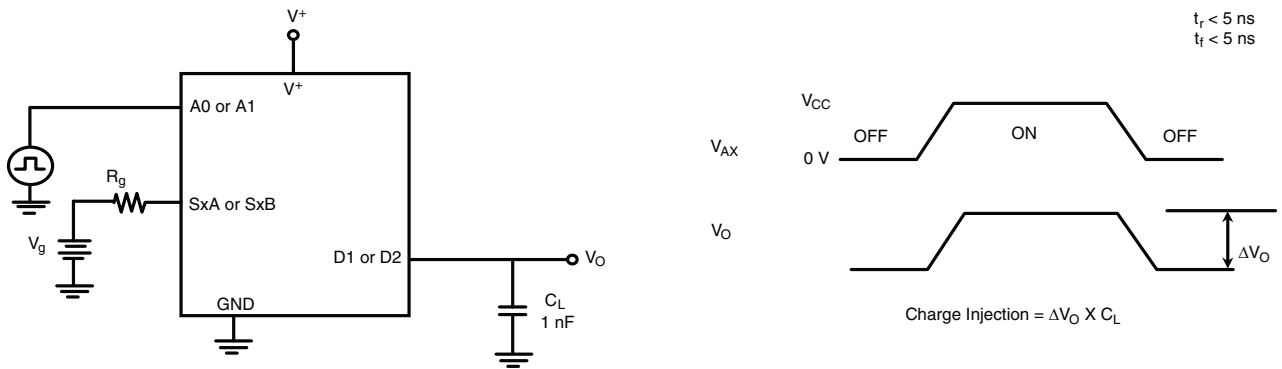 V+
V+
A0 or A1
Rg
SxA or SxB
Vg
D1 or D2
VO
GND
CL
1 nF
tr < 5 ns
tf < 5 ns
VCC
OFF
ON
OFF
VAX
0 V
VO
ΔVO
Charge Injection = ΔVO X CL